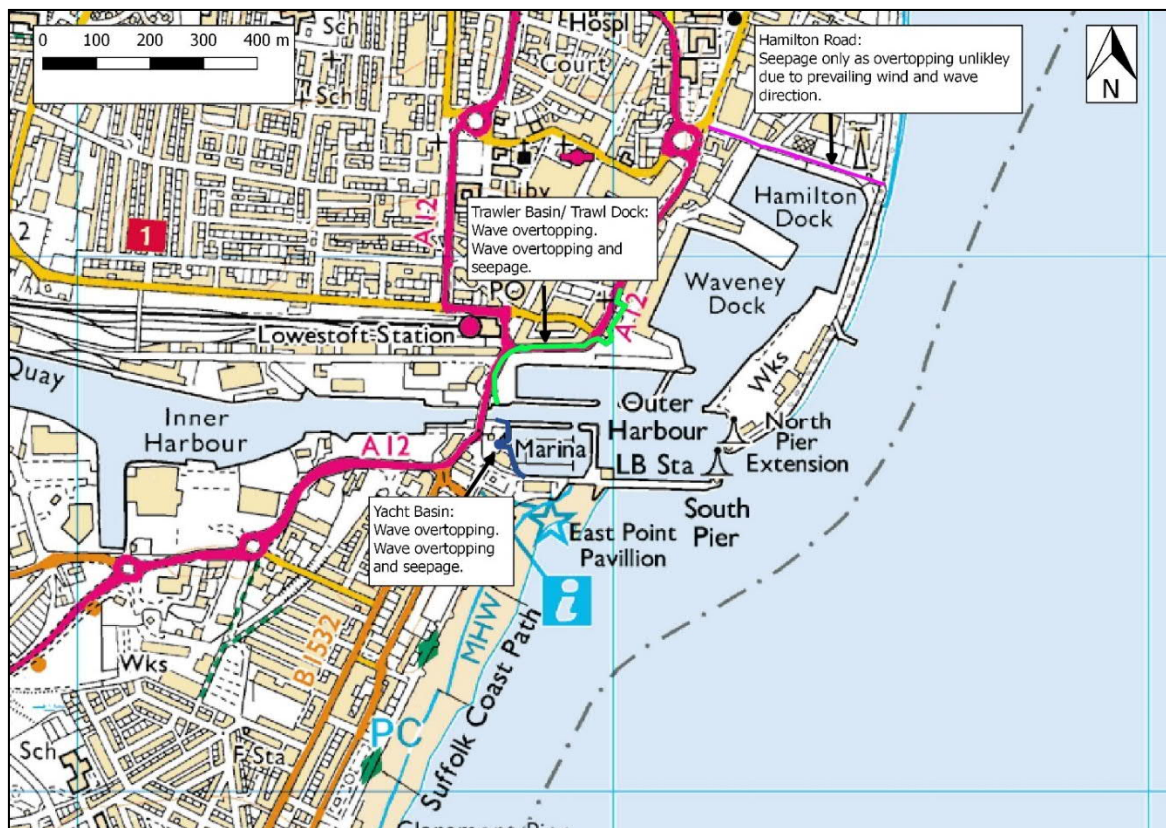 0 100 200 300 400 m
Sch
Hospl
Court
Sch
Hamilton Road:
Seepage only as overtopping unlikley
due to prevailing wind and wave
direction.
N
Liby
A12
Hamilton
Dock
2
1
Trawler Basin/ Trawl Dock:
Wave overtopping.
Wave overtopping and
seepage.
PO
Waveney
Dock
A12
Lowestoft Station
Wks
Quay
Inner
Harbour
A12
Outer
Harbour
North
Pier
Extension
Marina
LB Sta
South
Pier
Yacht Basin:
Wave overtopping.
Wave overtopping
and seepage.
East Point
Pavillion
i
MHW
Suffolk Coast Path
Wks
B1532
PC
Sch
F Sta